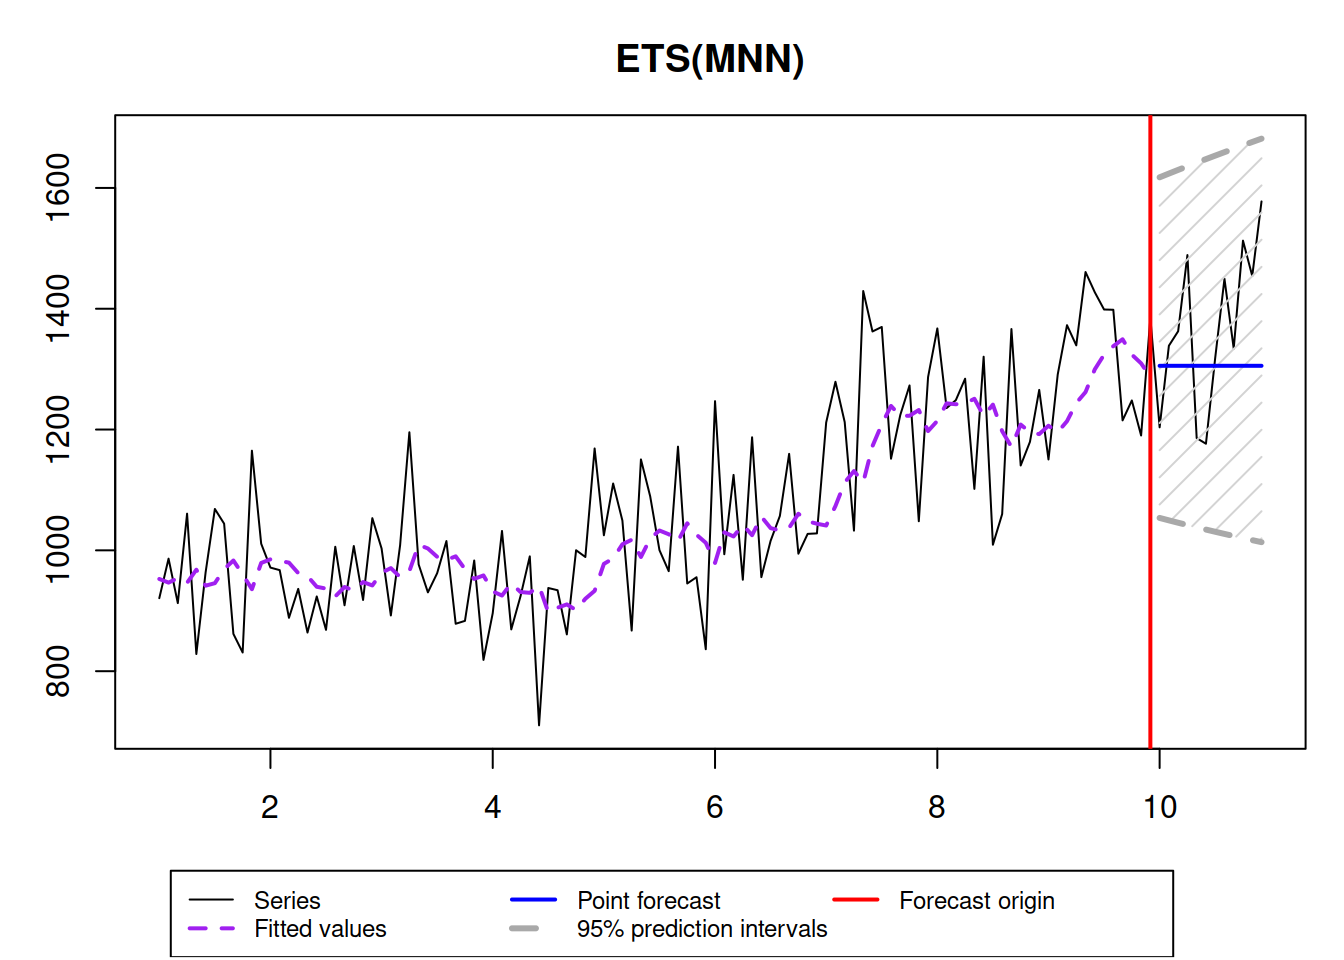 ETS(MNN)
1600
1400
1200
1000
800
2 4 6 8 10
Series Point forecast Forecast origin
Fitted values 95% prediction intervals